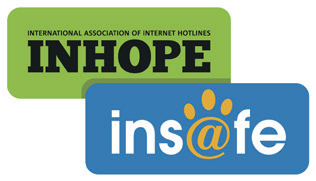 INTERNATIONAL ASSOCIATION OF INTERNET HOTLINES
INHOPE
ins@fe